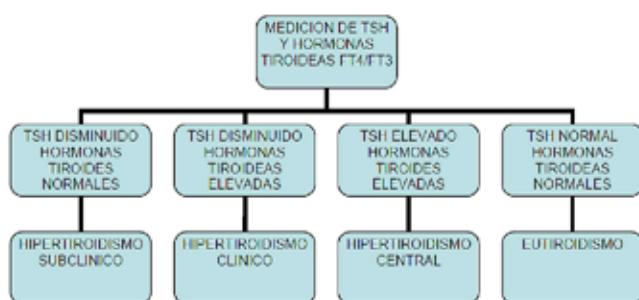 MEDICION DE TSH
Y HORMONAS
TIROIDEAS FT4/FT3
TSH DISMINUIDO
HORMONAS
TIROIDES
NORMALES
TSH DISMINUIDO
HORMONAS
TIROIDEAS
ELEVADAS
TSH ELEVADO
HORMONAS
TIROIDES
ELEVADAS
TSH NORMAL
HORMONAS
TIROIDEAS
NORMALES
HIPERTIROIDISMO
SUBCLINICO
HIPERTIROIDISMO
CLINICO
HIPERTIROIDISMO
CENTRAL
EUTIROIDISMO